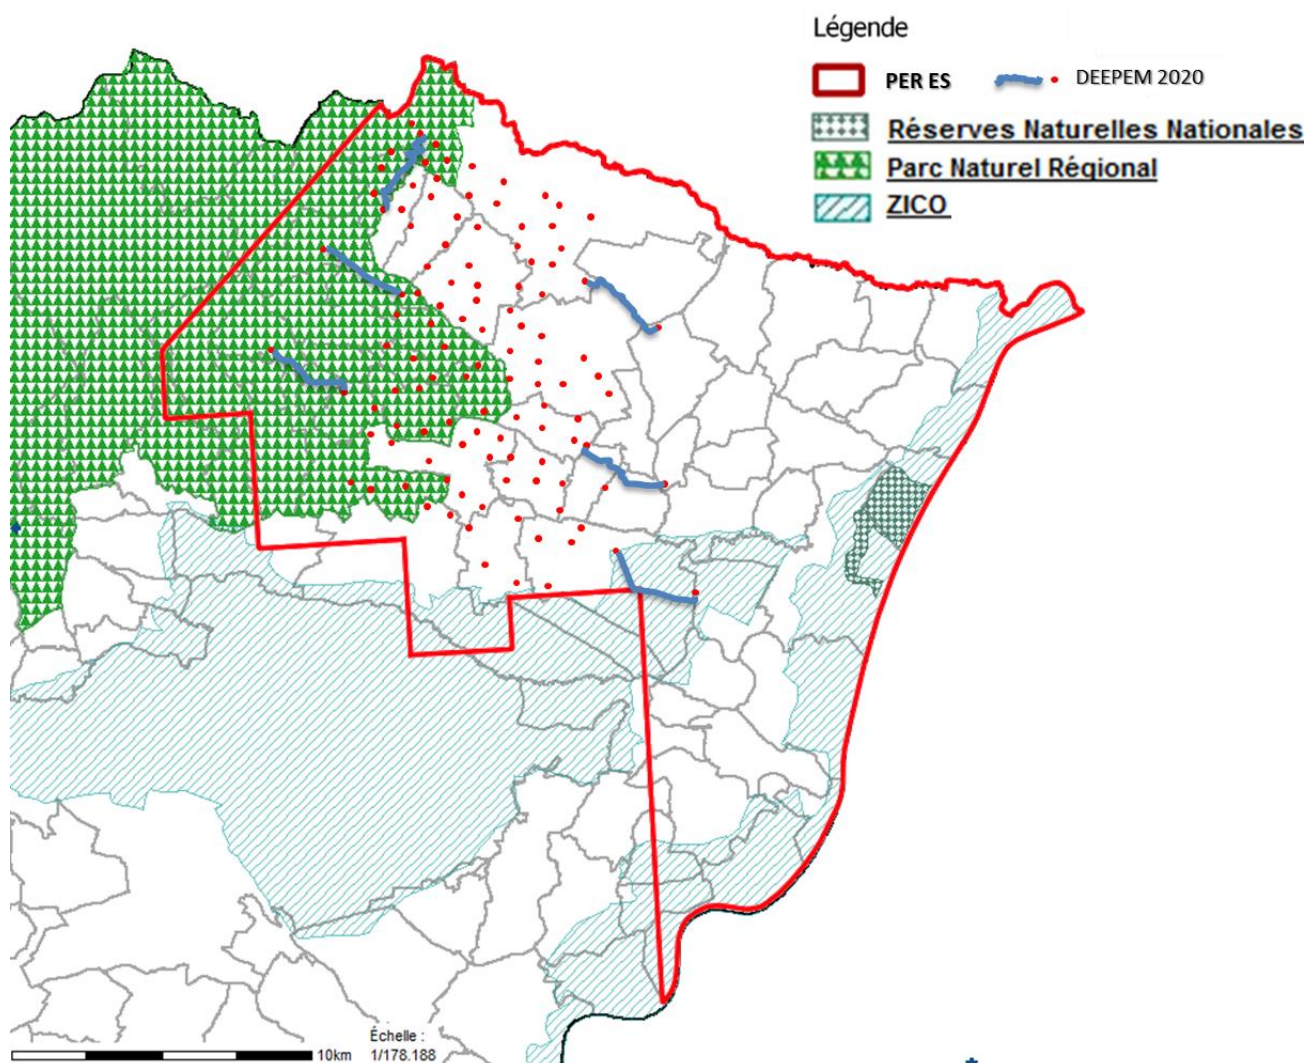 Légende
PER ES DEEPEM 2020
Réserves Naturelles Nationales
Parc Naturel Régional
ZICO
Échelle :
10km 1/178.188